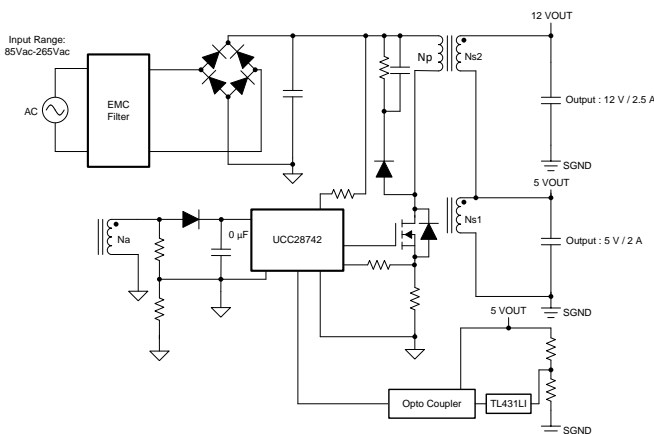 12 VOUT
Input Range:
85Vac-265Vac
Np
Ns2
AC
EMC
Filter
Output : 12 V / 2.5 A
SGND
5 VOUT
Na
0 µF
UCC28742
Ns1
Output : 5 V / 2 A
SGND
5 VOUT
Opto Coupler
TL431LI
SGND